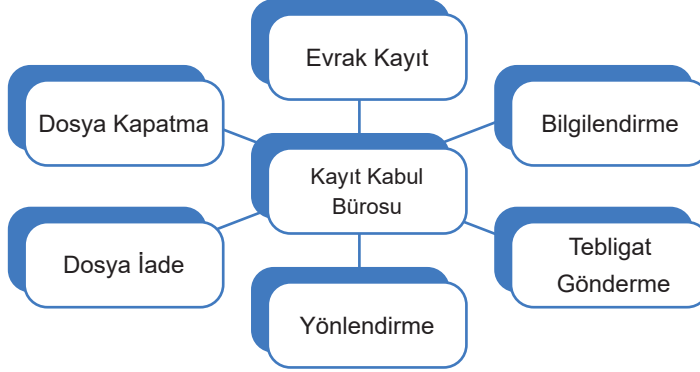 Evrak Kayıt
Dosya Kapatma
Bilgilendirme
Kayıt Kabul
Bürosu
Dosya İade
Tebligat
Gönderme
Yönlendirme